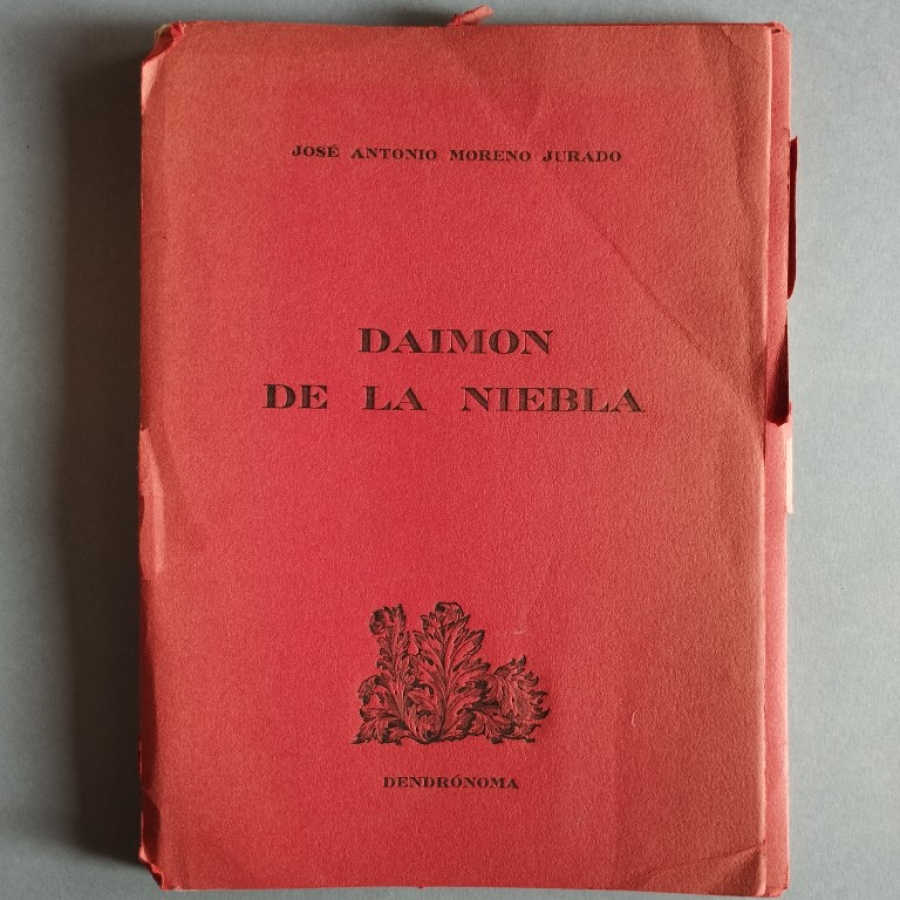 JOSÉ ANTONIO MORENO JURADO
DAIMON
DE LA NIEBLA
DENDRÓNOMA